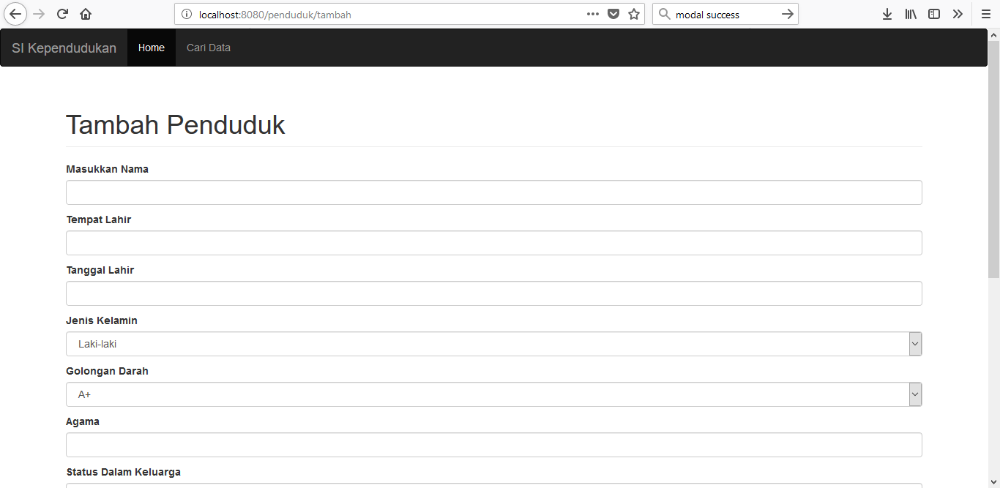 localhost:8080/penduduk/tambah
modal success
SI Kependudukan
Home
Cari Data
Tambah Penduduk
Masukkan Nama
Tempat Lahir
Tanggal Lahir
Jenis Kelamin
Laki-laki
Golongan Darah
A+
Agama
Status Dalam Keluarga